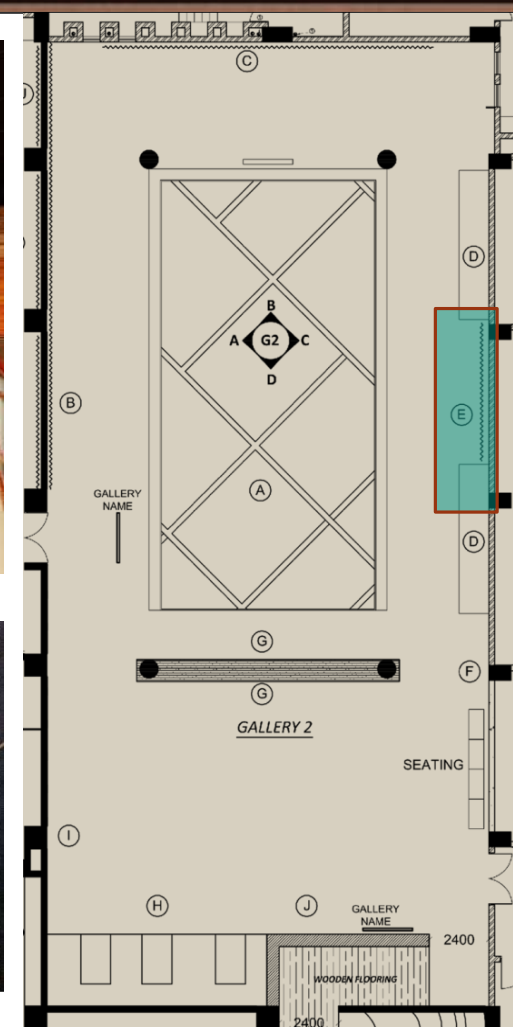 C
D
B
A G2 C
D
B
E
GALLERY
NAME
A
D
G
G
F
GALLERY 2
SEATING
I
H
J
GALLERY
NAME
2400
WOODEN FLOORING
2400